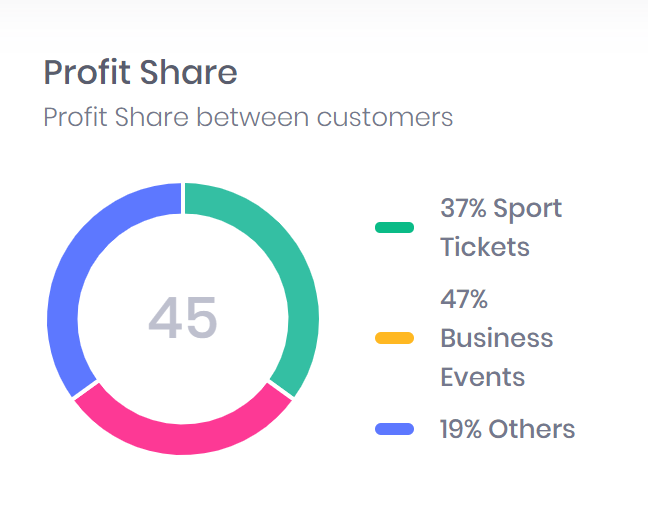 Profit Share
Profit Share between customers
45
37% Sport
Tickets
47%
Business
Events
19% Others